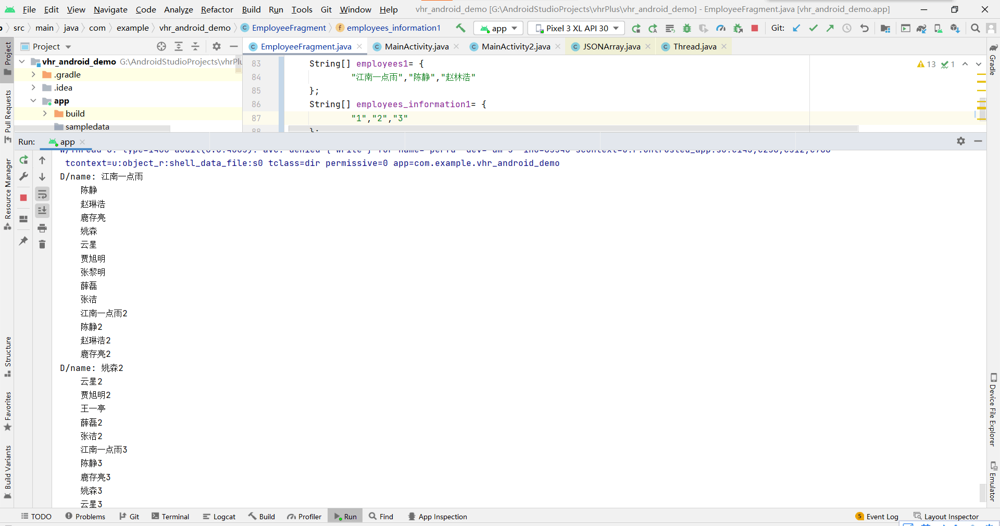 File Edit View Navigate Code Analyze Refactor Build Run Tools Git Window Help vhr_android_demo [G:\AndroidStudioProjects\vhrPlus\vhr_android_demo] - EmployeeFragment.java [vhr_android_demo.app]
src main java com example vhr_android_demo EmployeeFragment employees_information1 app Pixel 3 XL API 30 Git:
Project EmployeeFragment.java MainActivity.java MainActivity2.java JSONArray.java Thread.java
vhr_android_demo G:\AndroidStudioProjects\vhrPlu
.gradle
.idea
app
build
sampledata
83 String[] employees1= {
84 "江南一点雨","陈静","赵林浩"
85 };
86 String[] employees_information1= {
87 "1","2","3"
88 };
13 1
Run: app
tcontext=u:object_r:shell_data_file:s0 tclass=dir permissive=0 app=com.example.vhr_android_demo
D/name: 江南一点雨
陈静
赵琳浩
鹿存亮
姚森
云星
贾旭明
张黎明
薛磊
张洁
江南一点雨2
陈静2
赵琳浩2
鹿存亮2
D/name: 姚森2
云星2
贾旭明2
王一亭
薛磊2
张洁2
江南一点雨3
陈静3
鹿存亮3
姚森3
云星3
Project
Pull Requests
Resource Manager
Structure
Favorites
Build Variants
Gradle
Device File Explorer
Emulator
TODO Problems Git Terminal Logcat Build Profiler Run Find App Inspection 5 Event Log Layout Inspector